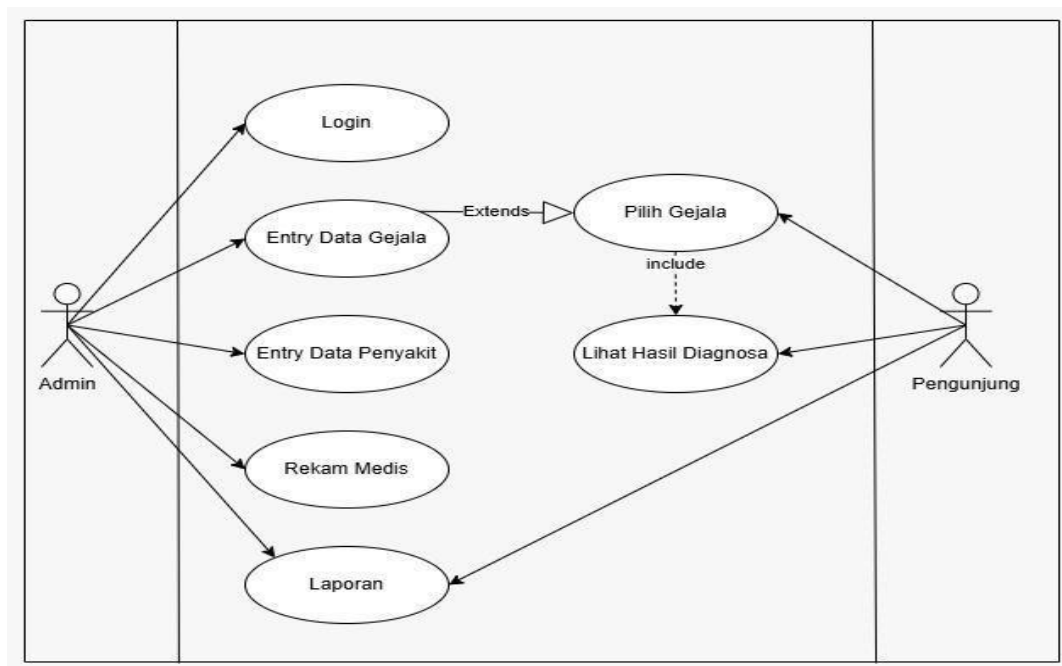 Login
Entry Data Gejala
Extends
Pilih Gejala
include
Entry Data Penyakit
Lihat Hasil Diagnosa
Admin
Pengunjung
Rekam Medis
Laporan